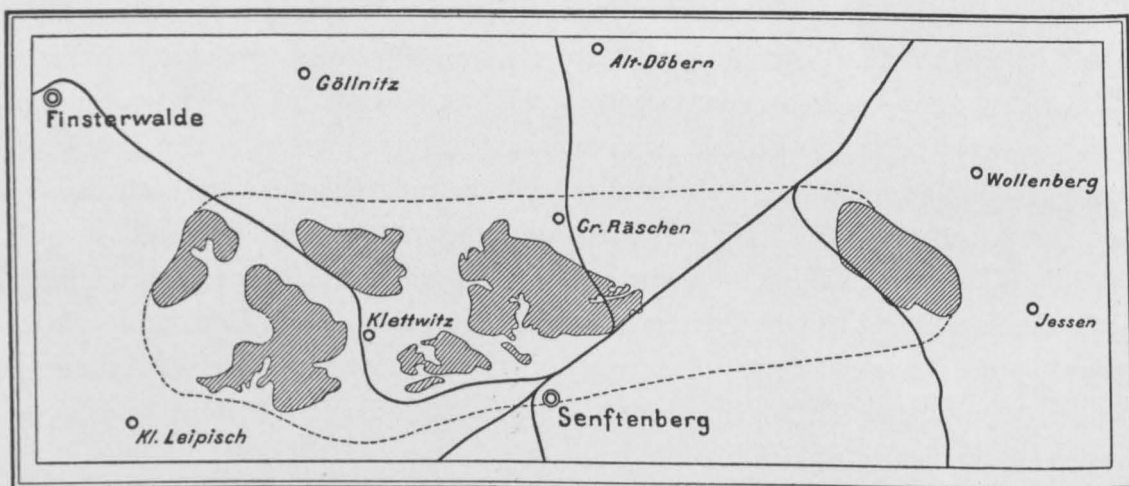 Alt-Döbern
Göllnitz
Finsterwalde
Wollenberg
Gr. Räschen
Jessen
Klettwitz
Senftenberg
Kl. Leipisch